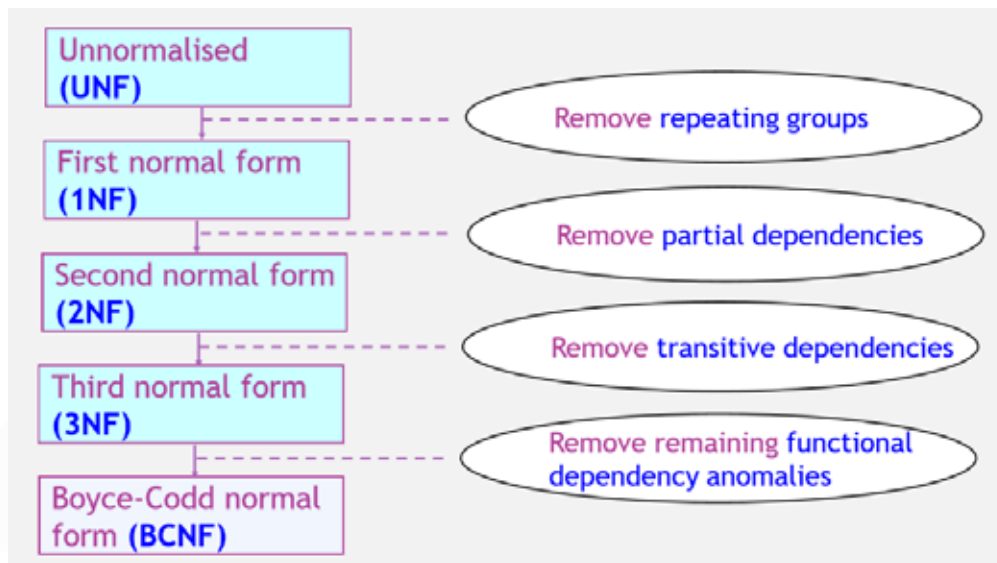 Unnormalised
(UNF)
Remove repeating groups
First normal form
(1NF)
Remove partial dependencies
Second normal form
(2NF)
Remove transitive dependencies
Third normal form
(3NF)
Remove remaining functional
dependency anomalies
Boyce-Codd normal
form (BCNF)